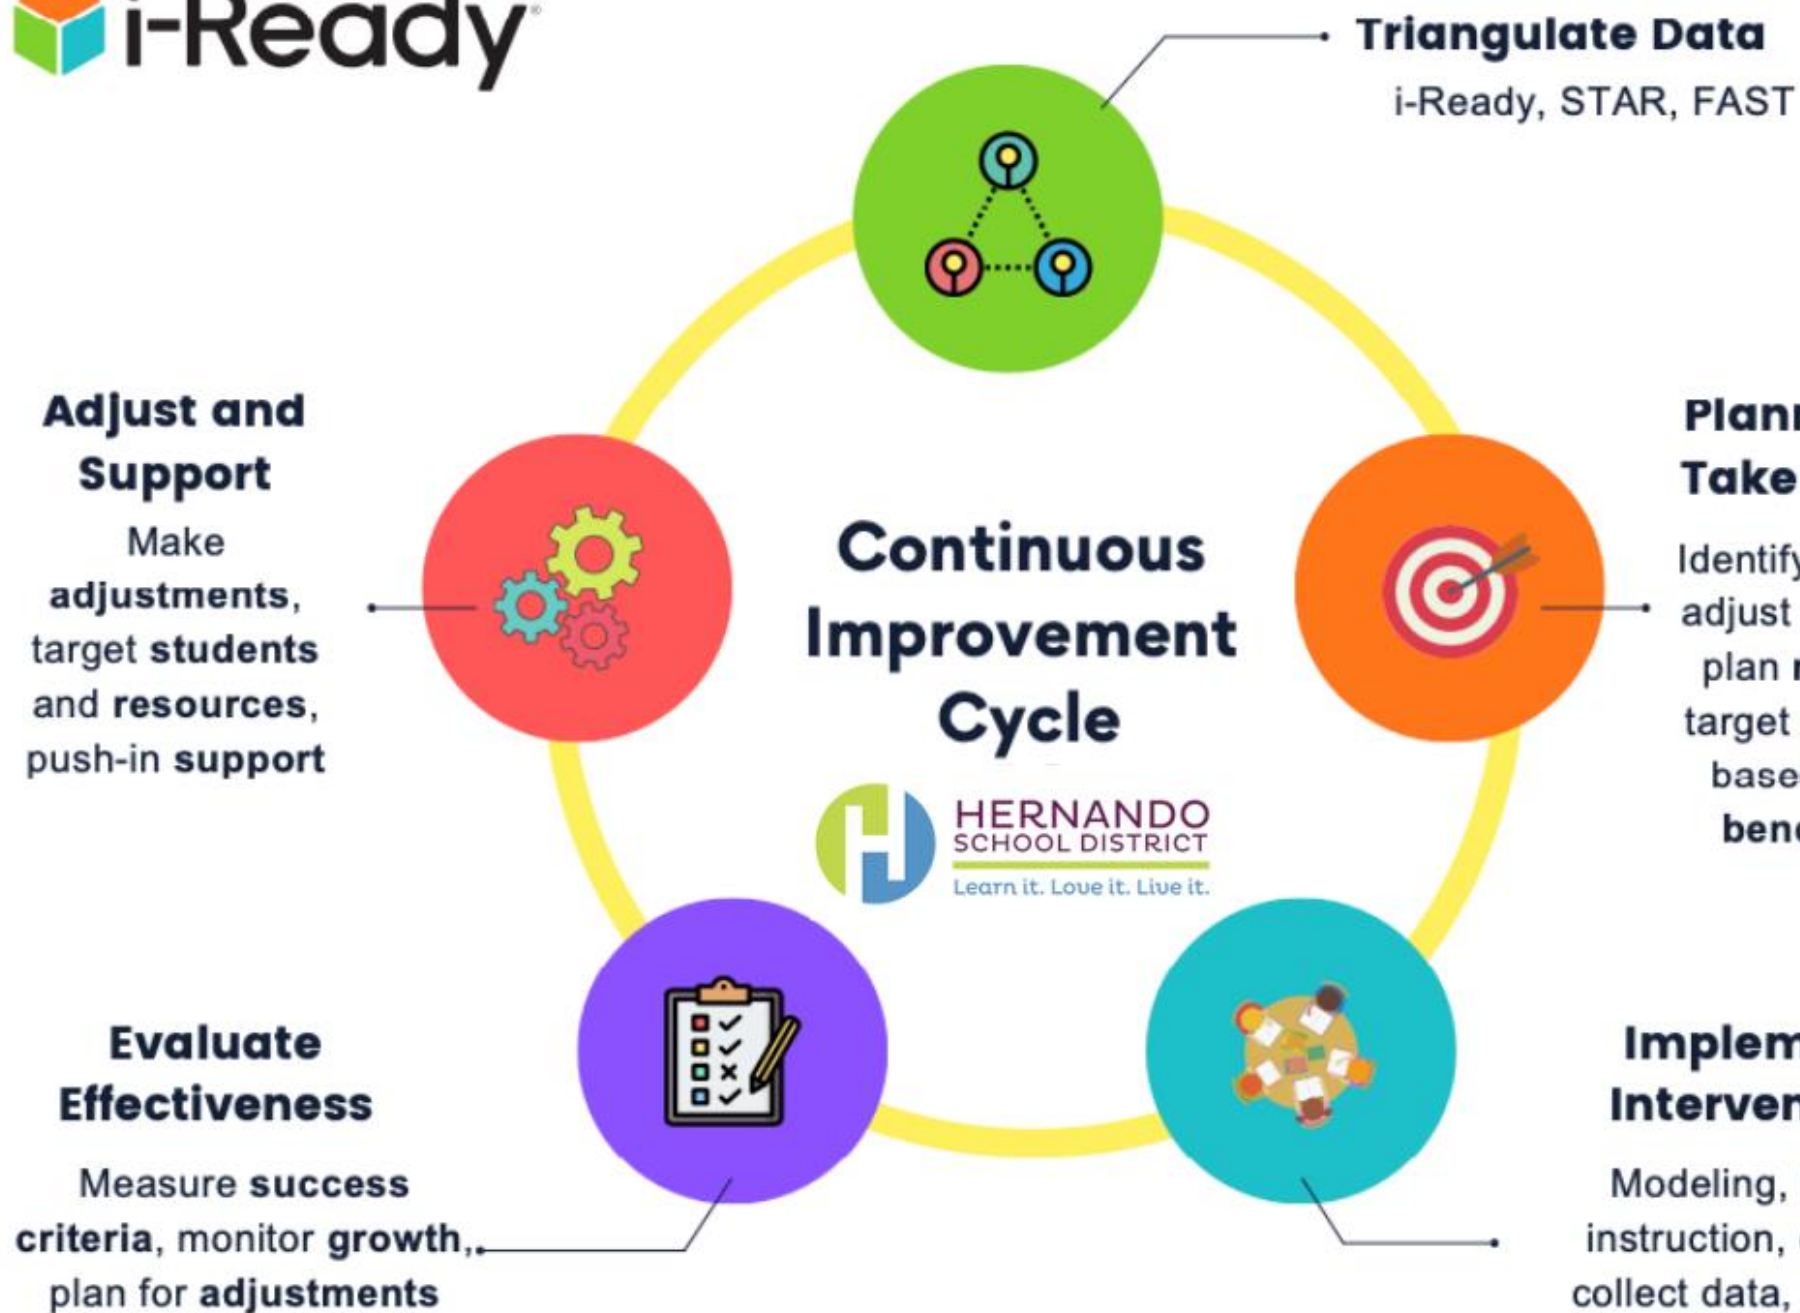 i-Ready
Triangulate Data
i-Ready, STAR, FAST
Adjust and
Support
Make
adjustments,
target students
and resources,
push-in support
Continuous
Improvement
Cycle
HERNANDO
SCHOOL DISTRICT
Learn it. Love it. Live it.
Take
Identify
adjust
plan
target
Evaluate
Effectiveness
Measure success
criteria, monitor growth,
plan for adjustments
Modeling,
instruction,
collect data,